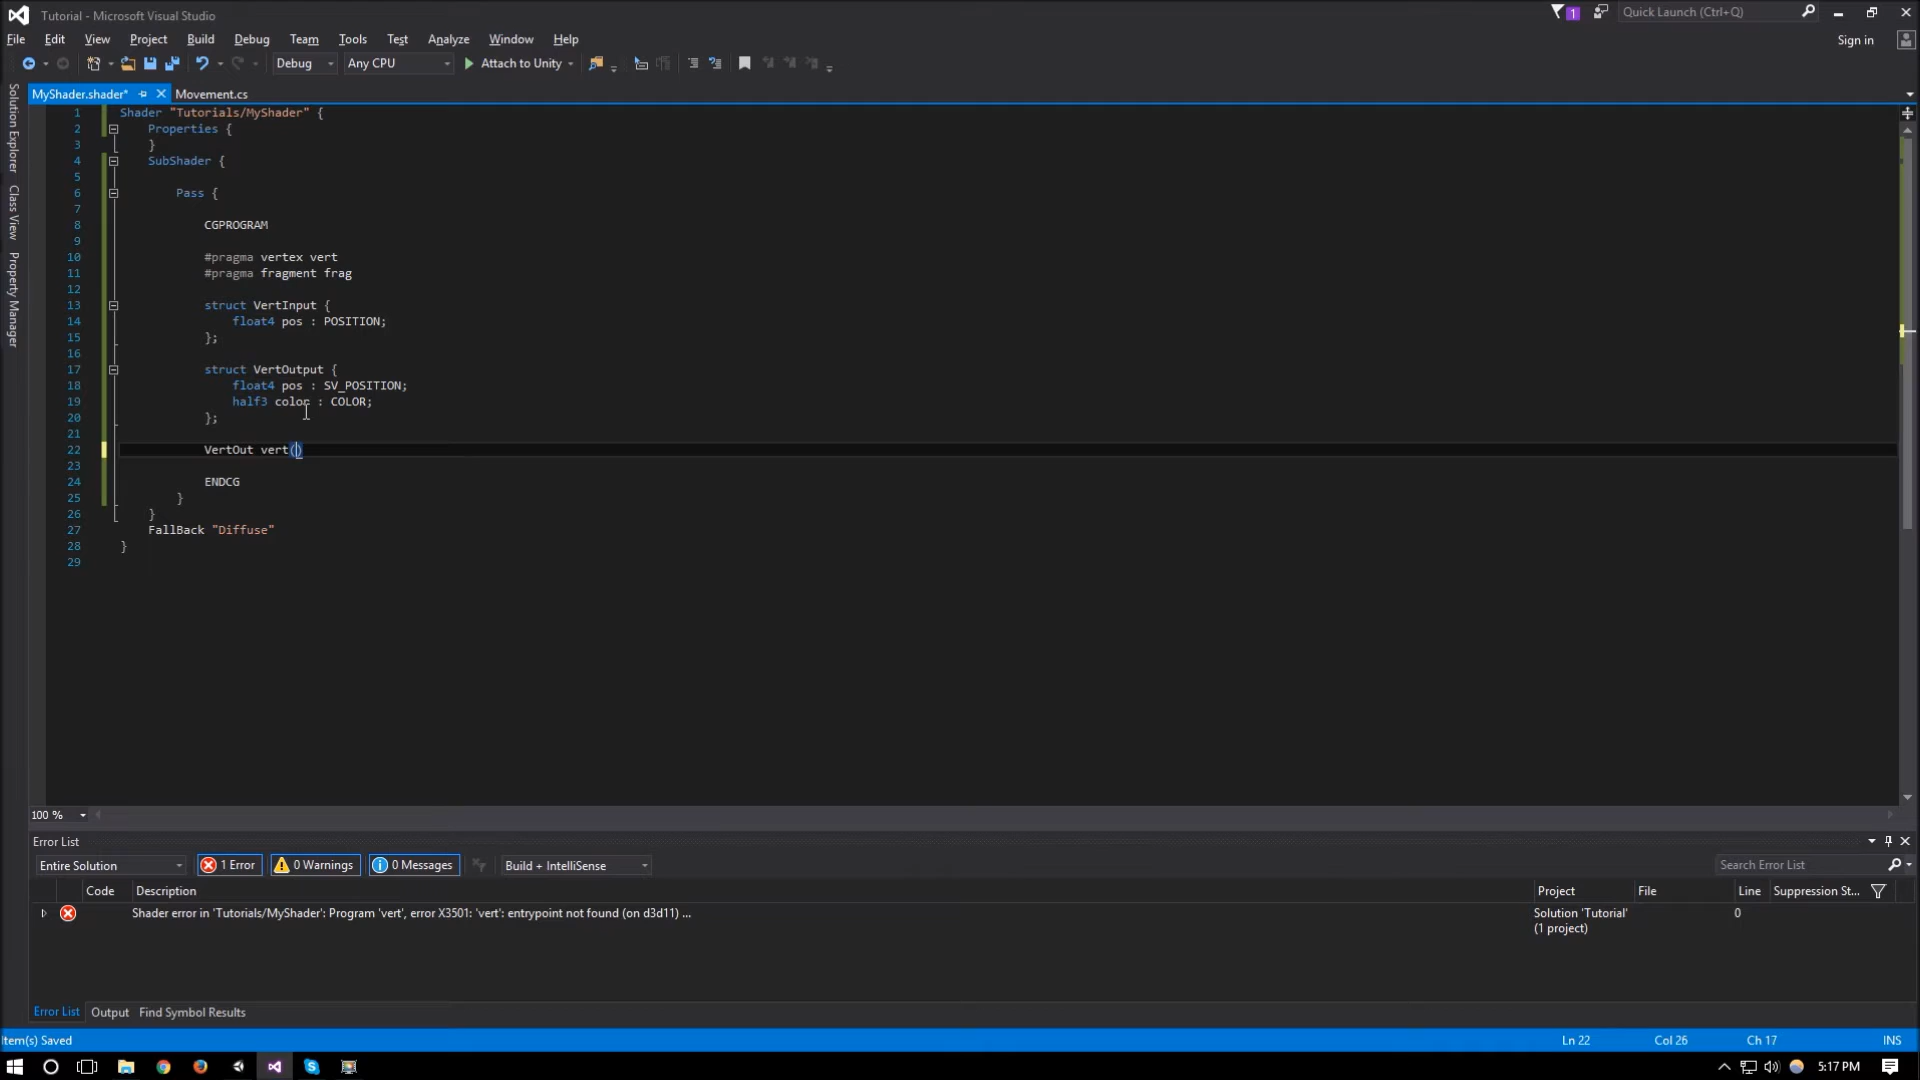 Tutorial - Microsoft Visual Studio
1
Quick Launch (Ctrl+Q)
File Edit View Project Build Debug Team Tools Test Analyze Window Help
Sign in
Debug Any CPU Attach to Unity
MyShader.shader* Movement.cs
Solution Explorer
Class View
Property Manager
1 Shader "Tutorials/MyShader" {
2 Properties {
3 }
4 SubShader {
5
6 Pass {
7
8 CGPROGRAM
9
10 #pragma vertex vert
11 #pragma fragment frag
12
13 struct VertInput {
14 float4 pos : POSITION;
15 };
16
17 struct VertOutput {
18 float4 pos : SV_POSITION;
19 half3 color : COLOR;
20 };
21
22 VertOut vert()
23
24 ENDCG
25 }
26 }
27 FallBack "Diffuse"
28 }
29
100 %
Error List
Entire Solution 1 Error 0 Warnings 0 Messages Build + IntelliSense Search Error List
Code Description Project File Line Suppression St...
Shader error in 'Tutorials/MyShader': Program 'vert', error X3501: 'vert': entrypoint not found (on d3d11) ... Solution 'Tutorial' 0
(1 project)
Error List Output Find Symbol Results
Item(s) Saved Ln 22 Col 26 Ch 17 INS
5:17 PM